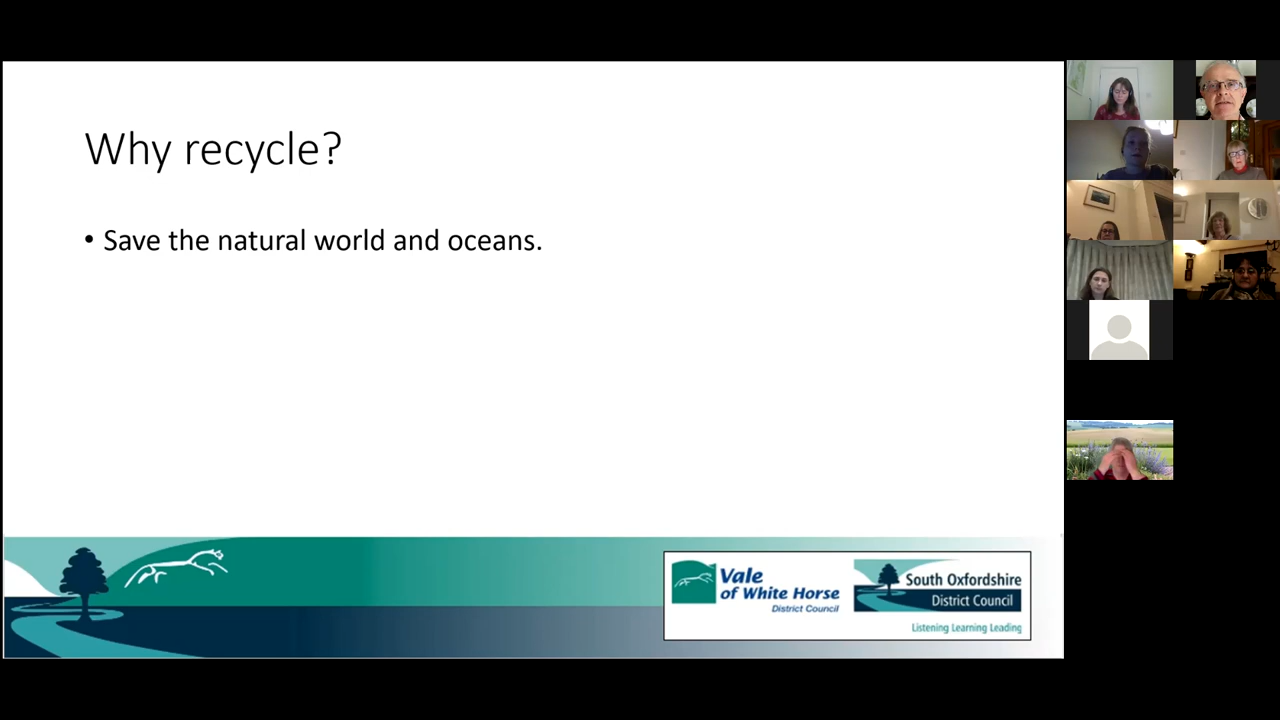 Why recycle?
• Save the natural world and oceans.
Vale
of White Horse
District Council
South Oxfordshire
District Council
Listening Learning Leading